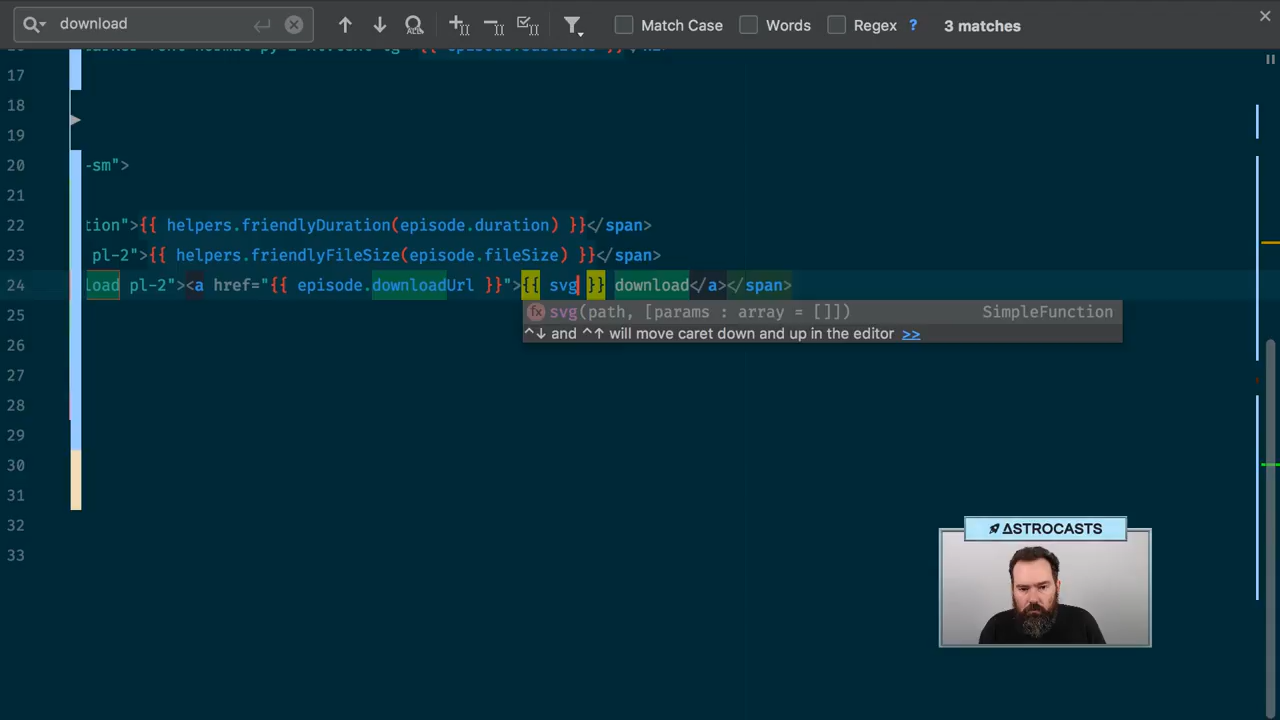 download
Match Case
Words
Regex
?
3 matches
17
18
19
20 -sm">
21
22 tion">{{ helpers.friendlyDuration(episode.duration) }}</span>
23 pl-2">{{ helpers.friendlyFileSize(episode.fileSize) }}</span>
24 load pl-2"><a href="{{ episode.downloadUrl }}">{{ svg }} download</a></span>
fx svg(path, [params : array = []]) SimpleFunction
^↓ and ^↑ will move caret down and up in the editor >>
25
26
27
28
29
30
31
32
33
ΔSTROCASTS